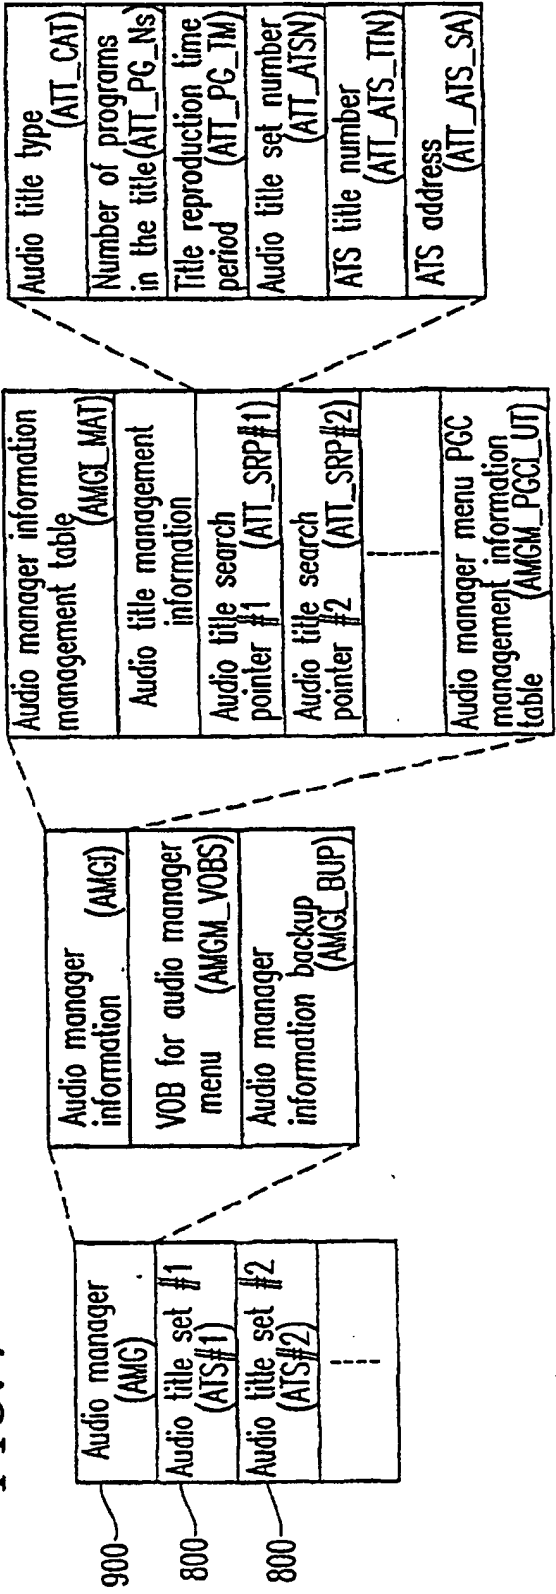 900
Audio manager
(AMG)
800
Audio title set #1
(ATS#1)
800
Audio title set #2
(ATS#2)
Audio manager
information (AMGI)
VOB for audio manager
menu (AMGM_VOBS)
Audio manager
information backup
(AMGI_BUP)
Audio manager information
management table
(AMGI_MAT)
Audio title management
information
Audio title search
pointer #1 (ATT_SRP#1)
Audio title search
pointer #2 (ATT_SRP#2)
Audio manager menu PGC
management information
table (AMGM_PGCI_UT)
Audio title type
(ATT_CAT)
Number of programs
in the title(ATT_PG_Ns)
Title reproduction time
period (ATT_PG_TM)
Audio title set number
(ATT_ATSN)
ATS title number
(ATT_ATS_TTN)
ATS address
(ATT_ATS_SA)